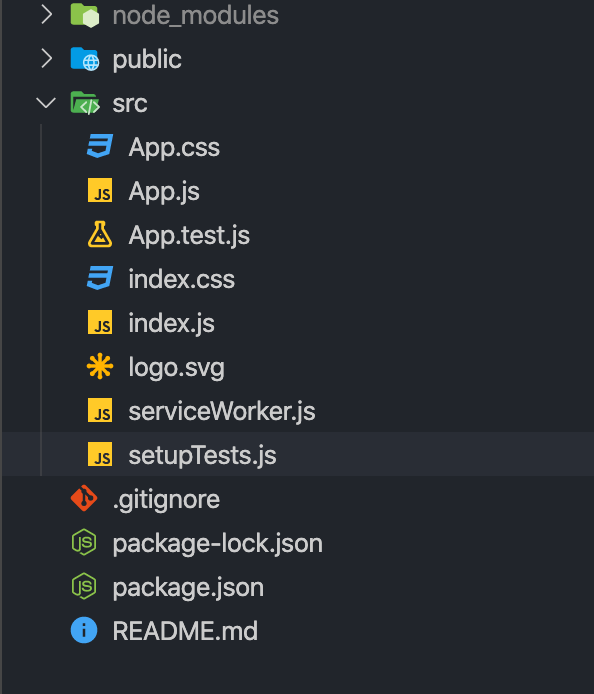 node_modules
public
src
App.css
JS App.js
App.test.js
index.css
JS index.js
logo.svg
JS serviceWorker.js
JS setupTests.js
.gitignore
JS package-lock.json
JS package.json
README.md